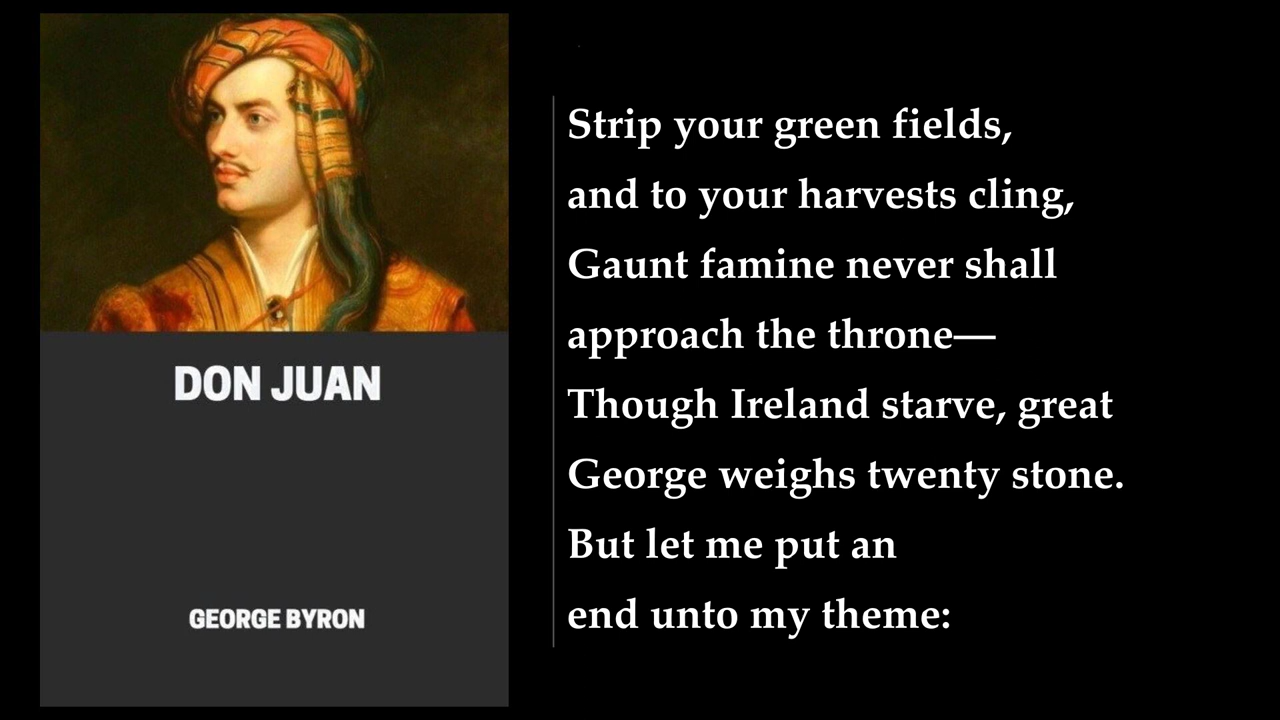 DON JUAN
GEORGE BYRON
Strip your green fields,
and to your harvests cling,
Gaunt famine never shall
approach the throne—
Though Ireland starve, great
George weighs twenty stone.
But let me put an
end unto my theme: